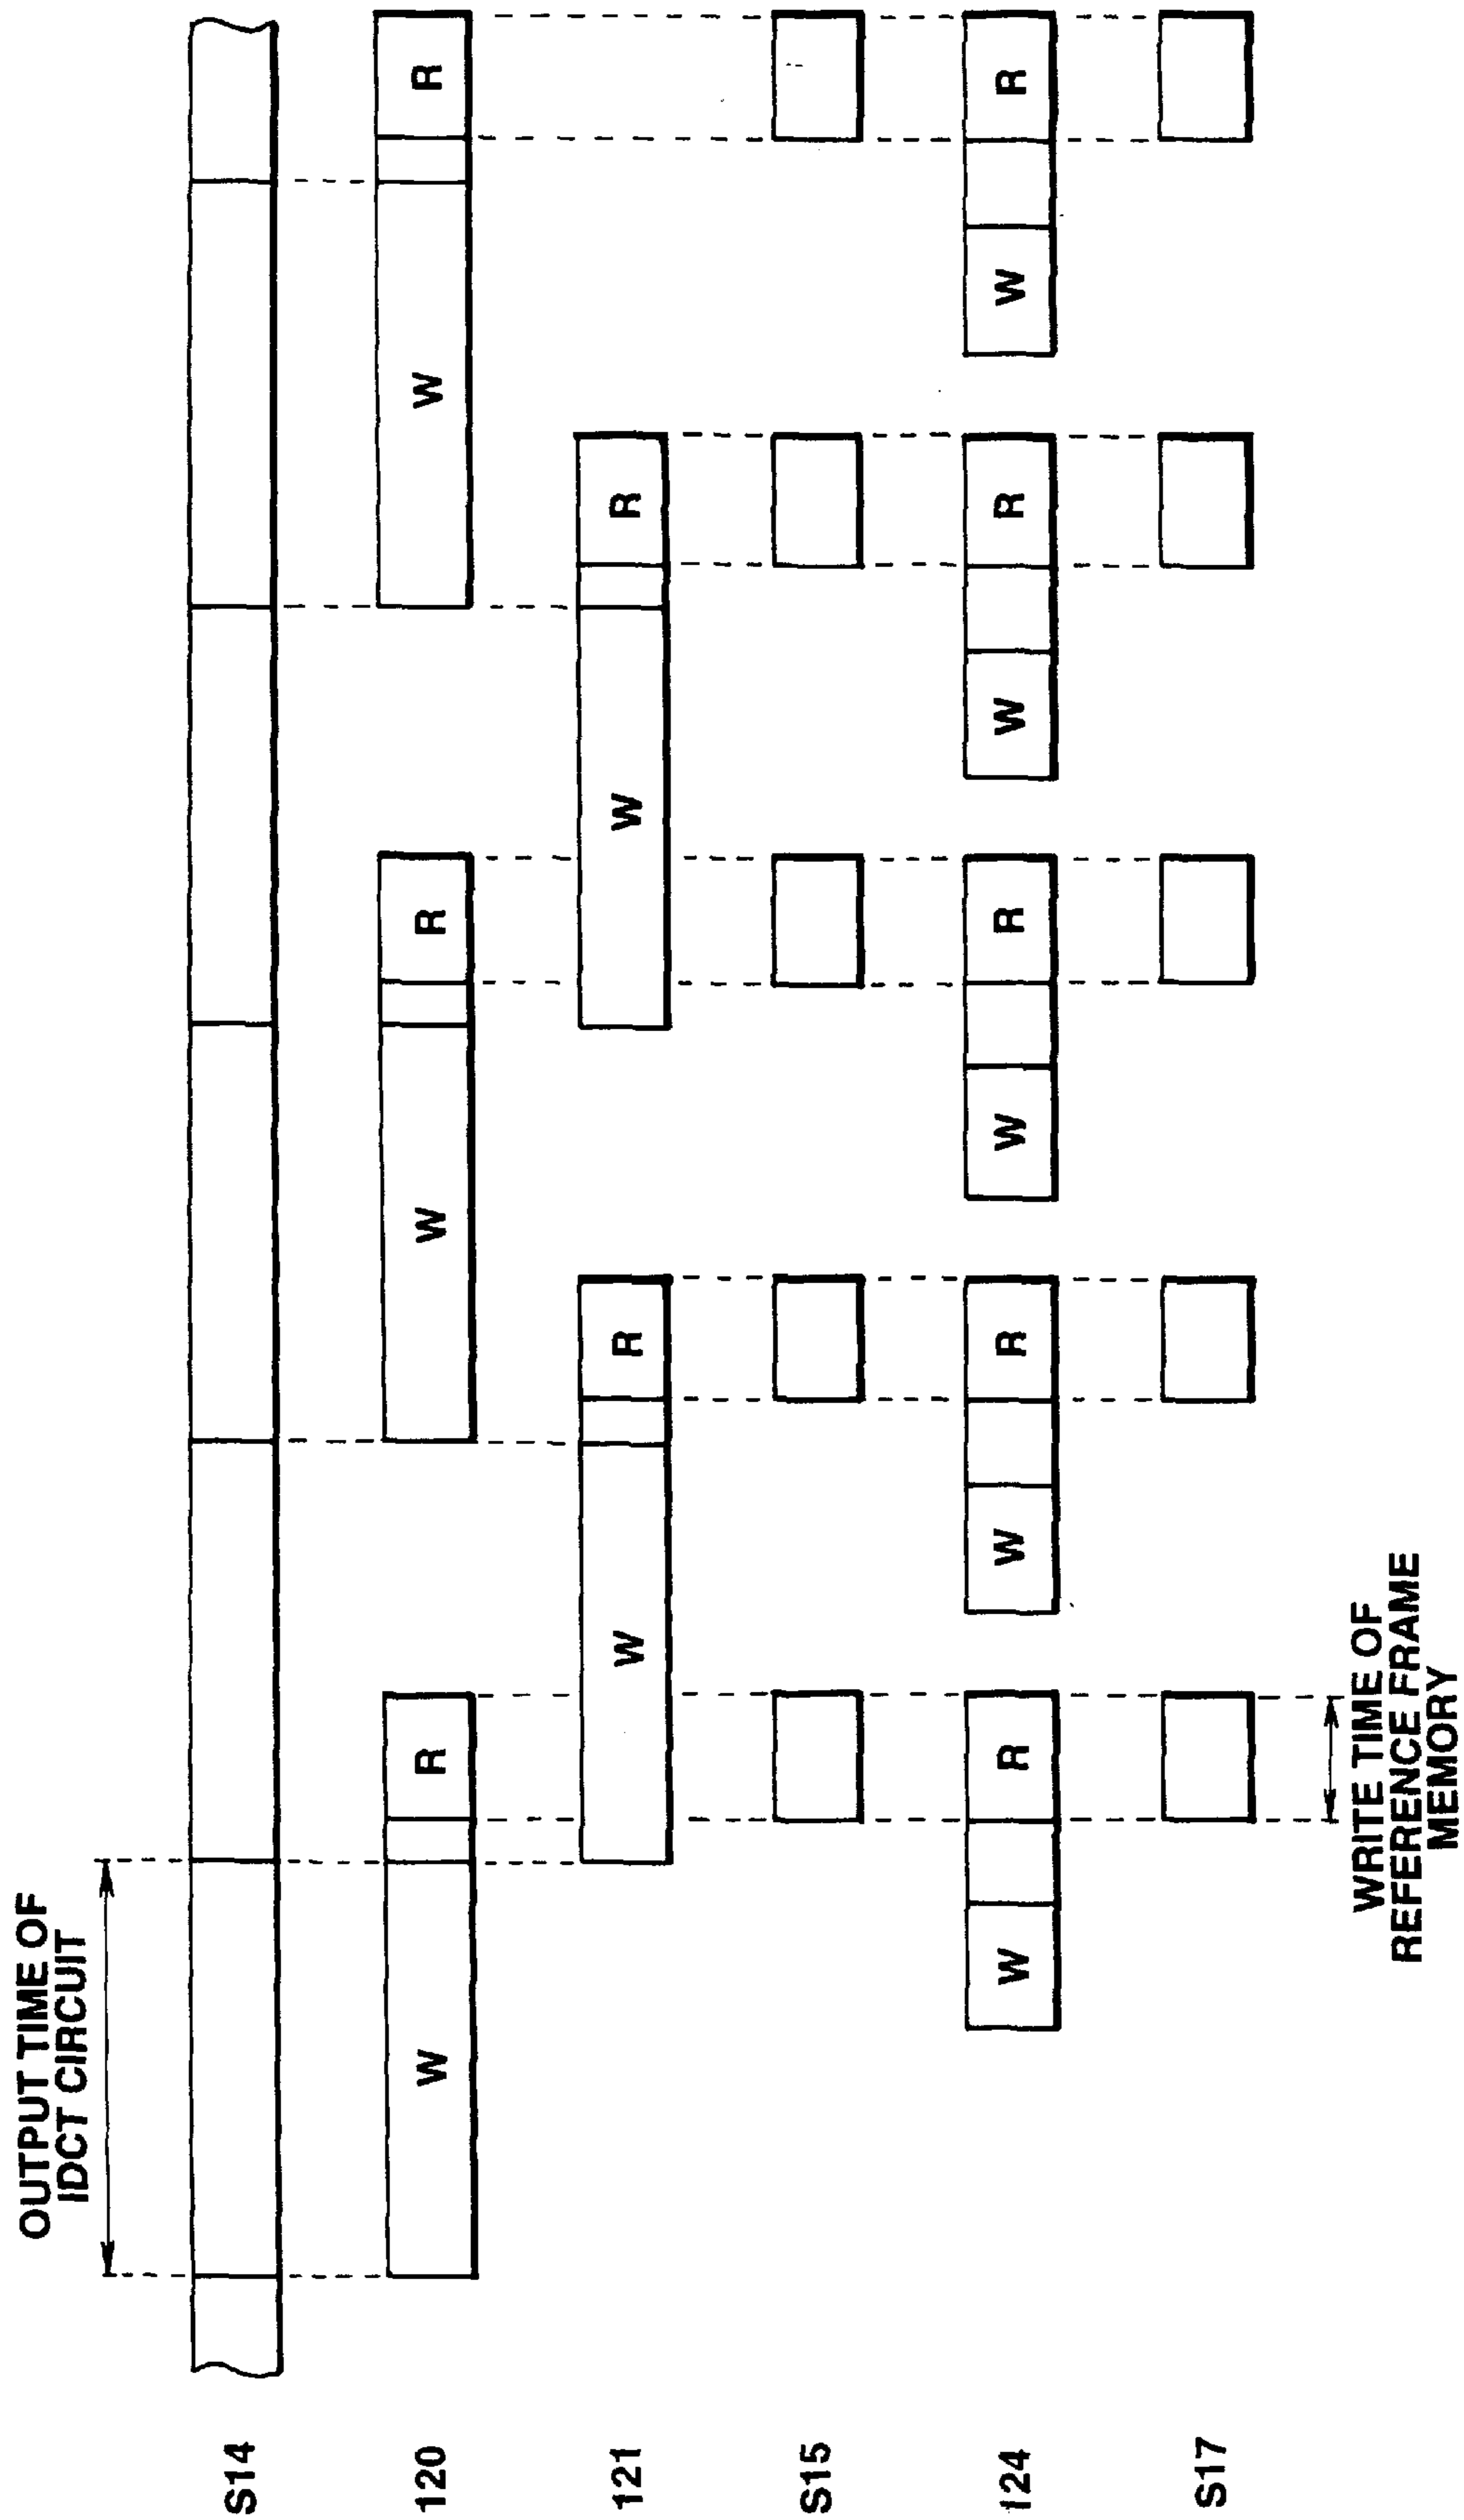 OUTPUT TIME OF
IDCT CIRCUIT
S14
120 W R W R W R
121 W R W R
S15
124 W R W R W R W R W R
S17
WRITE TIME OF
REFERENCE FRAME
MEMORY